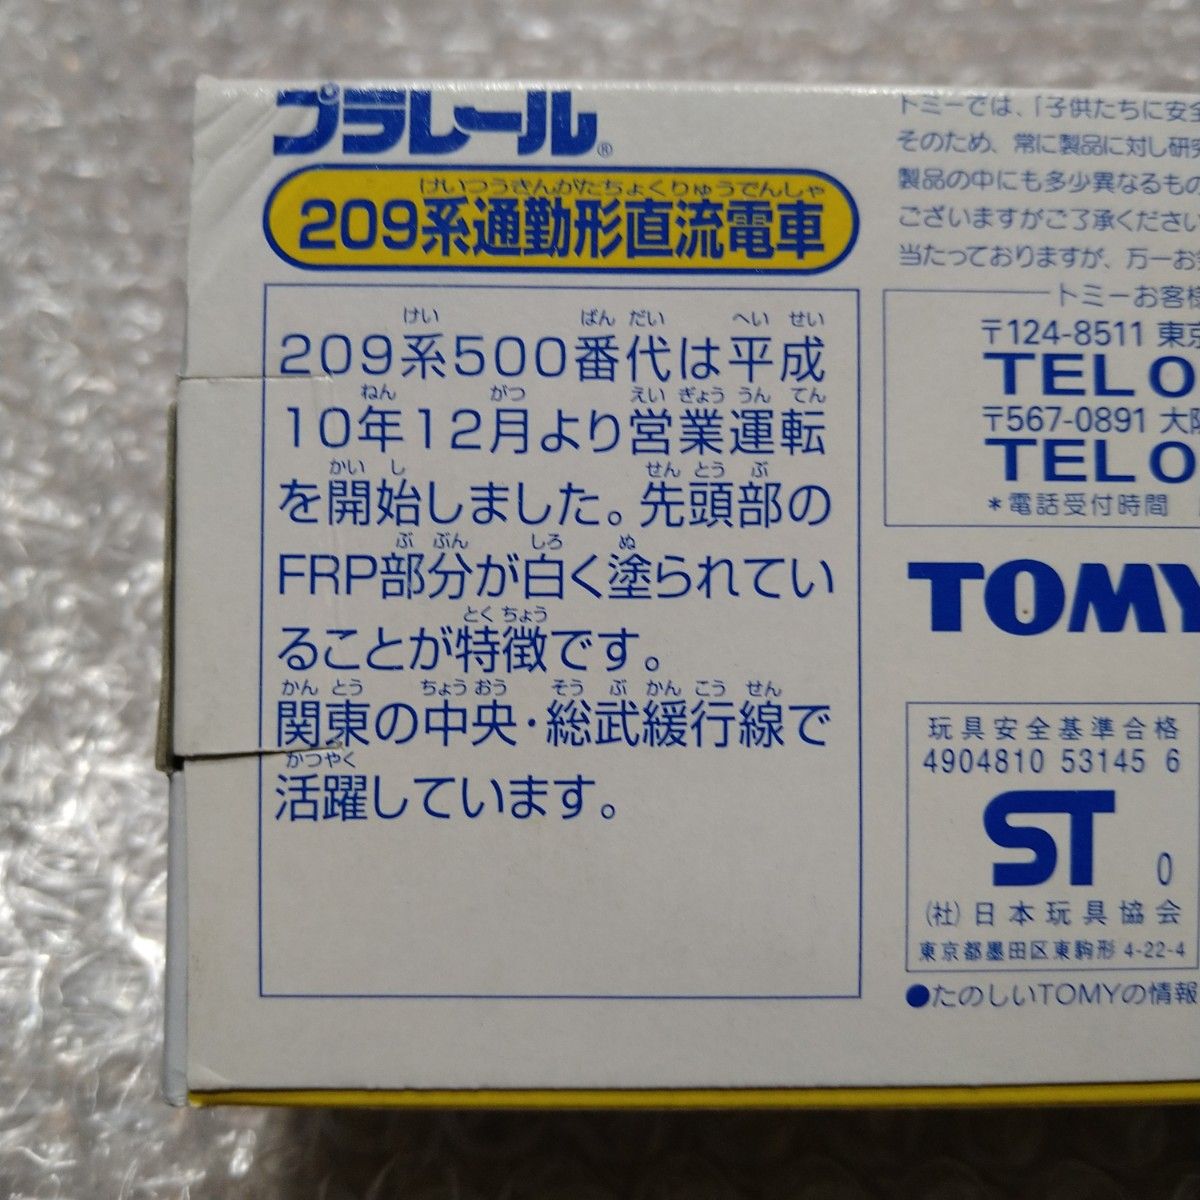 プラレール®
けいつうきんがたちょくりゅうでんしゃ
209系通勤形直流電車
けい ばん だい へい せい
209系500番代は平成
ねん がつ えい ぎょう うん てん
10年12月より営業運転
かい し せん とう ぶ
を開始しました。先頭部の
ぶ ぶん しろ ぬ
FRP部分が白く塗られてい
とく ちょう
ることが特徴です。
かん とう ちょう おう そう ぶ かん こう せん
関東の中央・総武緩行線で
かつやく
活躍しています。
トミーでは、「子供たちに安全
そのため、常に製品に対し研究
製品の中にも多少異なるもの
ございますがご了承ください
当たっておりますが、万一お
トミーお客様
〒124-8511 東京
TEL 0
〒567-0891 大阪
TEL 0
*電話受付時間
TOMY
玩具安全基準合格
4904810 53145 6
ST 0
(社)日本玩具協会
東京都墨田区東駒形 4-22-4
●たのしいTOMYの情報